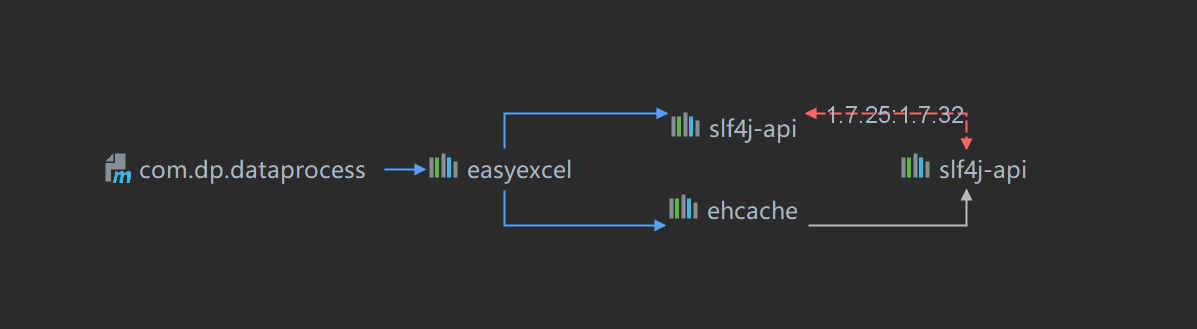 slf4j-api
1.7.25:1.7.32
com.dp.dataprocess
easyexcel
slf4j-api
ehcache